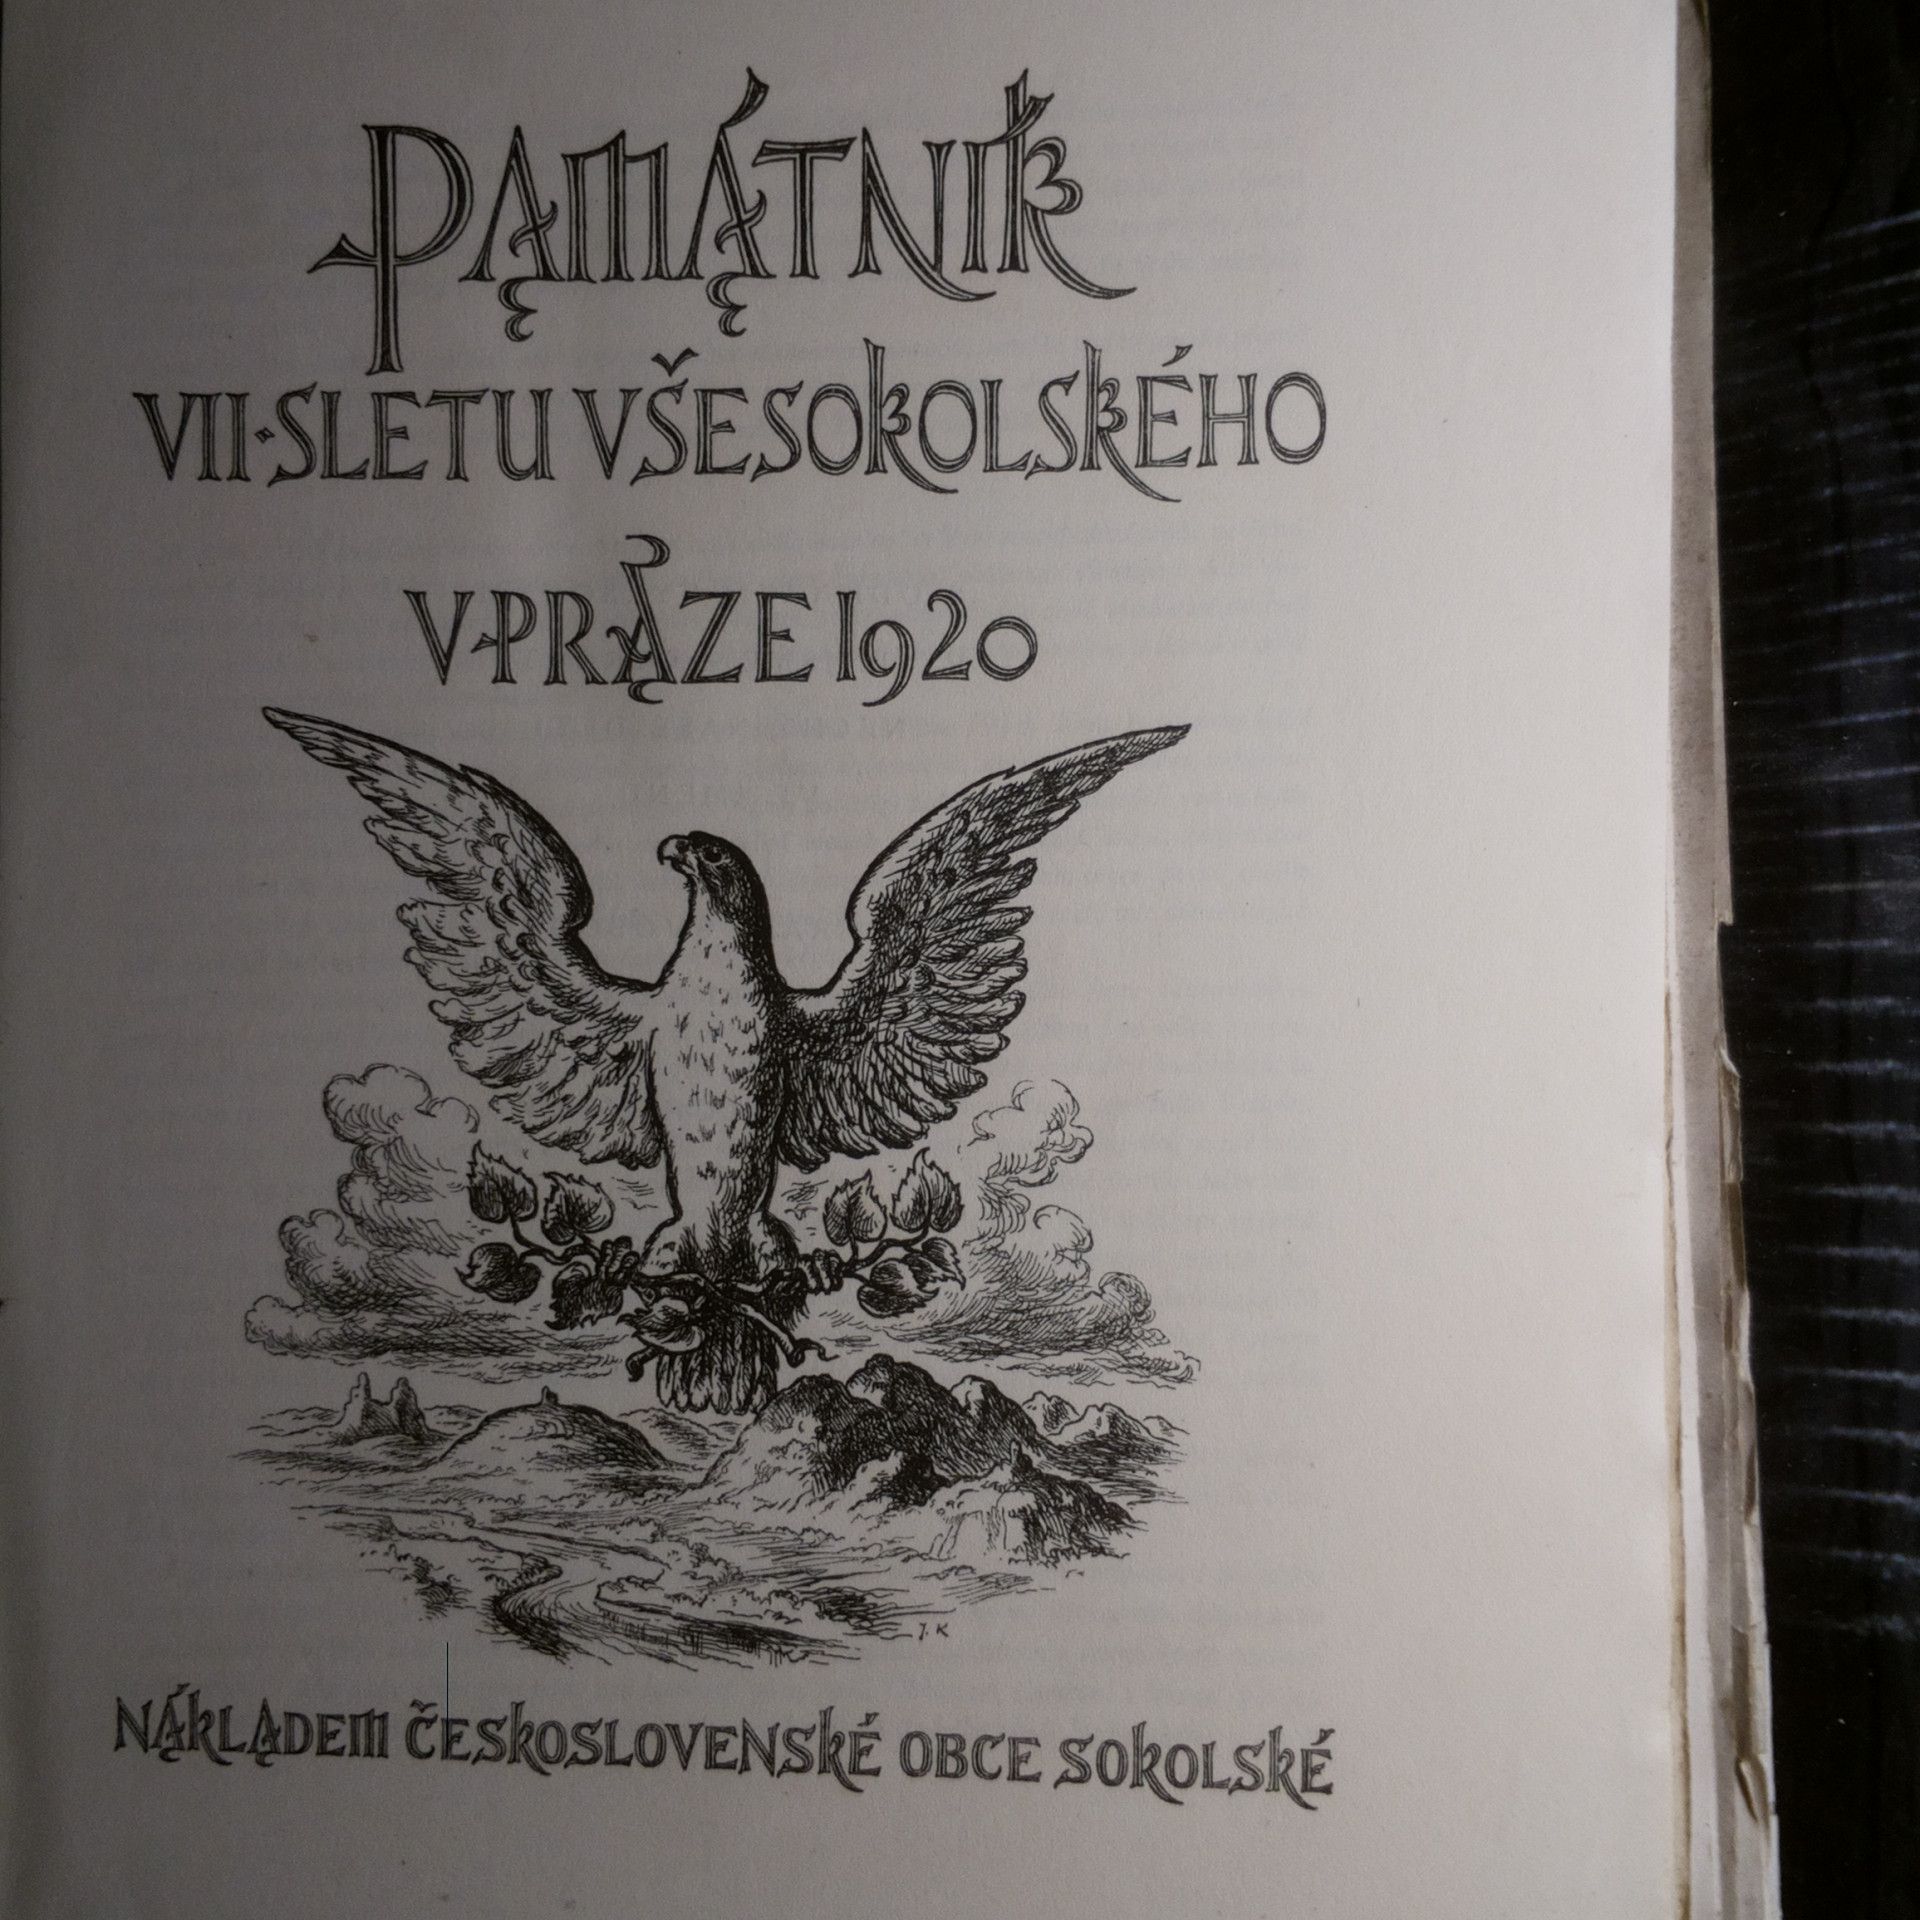 PAMÁTNÍK
VII·SLETU VŠESOKOLSKÉHO
V·PRAZE 1920
J. K
NÁKLADEM ČESKOSLOVENSKÉ OBCE SOKOLSKÉ